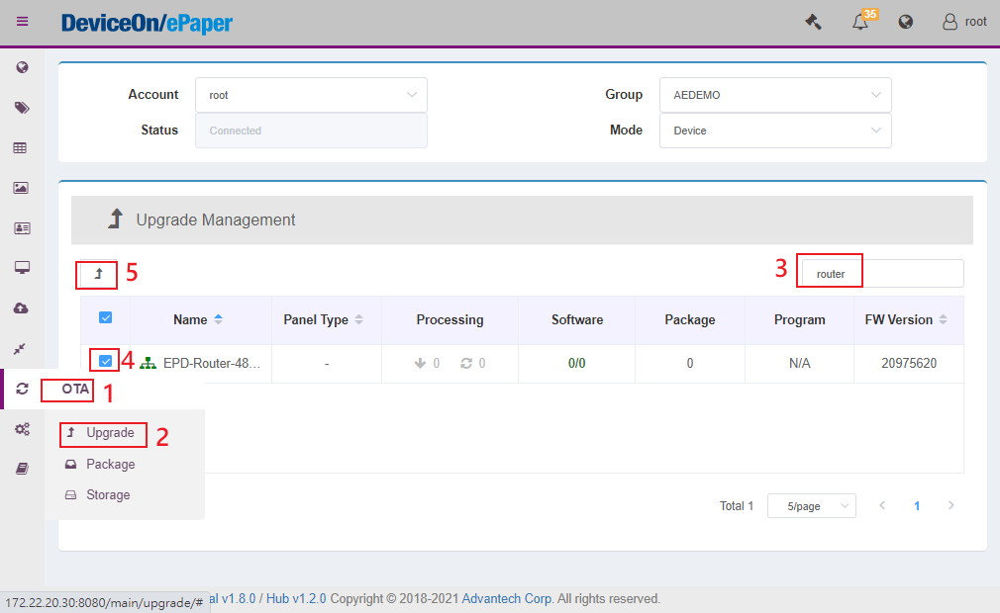 DeviceOn/ePaper
35
root
Account
root
Group
AEDEMO
Status
Connected
Mode
Device
Upgrade Management
5
3
router
Name
Panel Type
Processing
Software
Package
Program
FW Version
4
EPD-Router-48...
-
0
0
0/0
0
N/A
20975620
OTA
1
Upgrade
2
Package
Storage
Total 1
5/page
1
172.22.20.30:8080/main/upgrade/#
al v1.8.0 / Hub v1.2.0 Copyright © 2018-2021 Advantech Corp. All rights reserved.